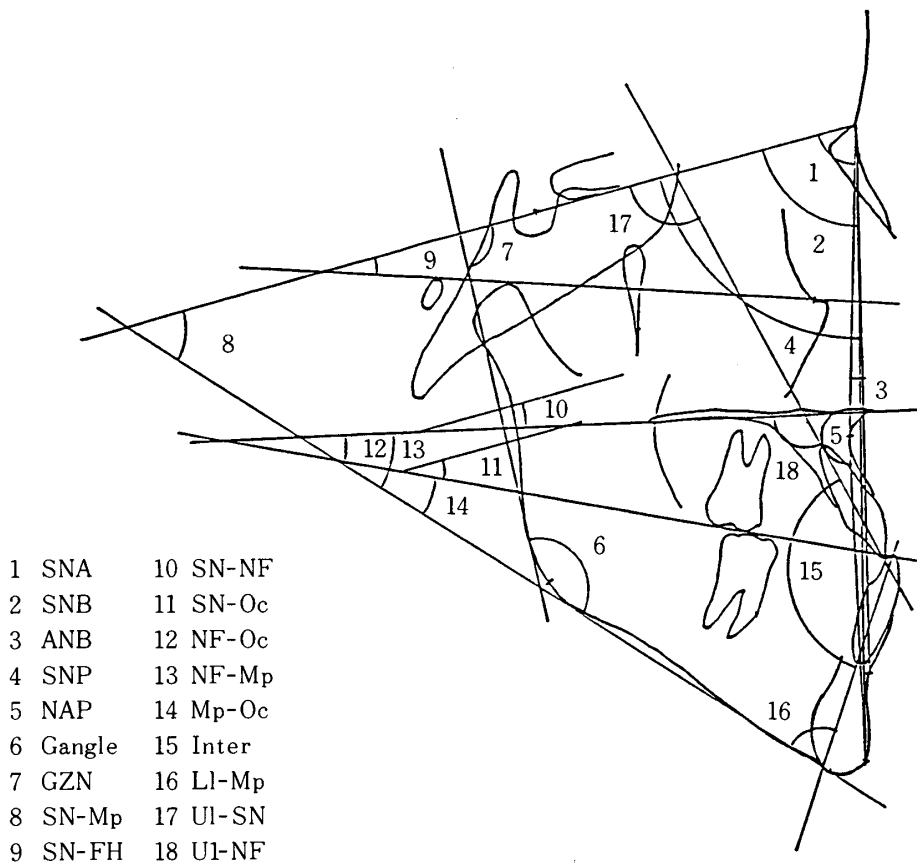 1
17
2
7
9
8
4
3
10
5
12 13
11
18
14
6
15
16
1 SNA 10 SN-NF
2 SNB 11 SN-Oc
3 ANB 12 NF-Oc
4 SNP 13 NF-Mp
5 NAP 14 Mp-Oc
6 Gangle 15 Inter
7 GZN 16 Ll-Mp
8 SN-Mp 17 Ul-SN
9 SN-FH 18 U1-NF